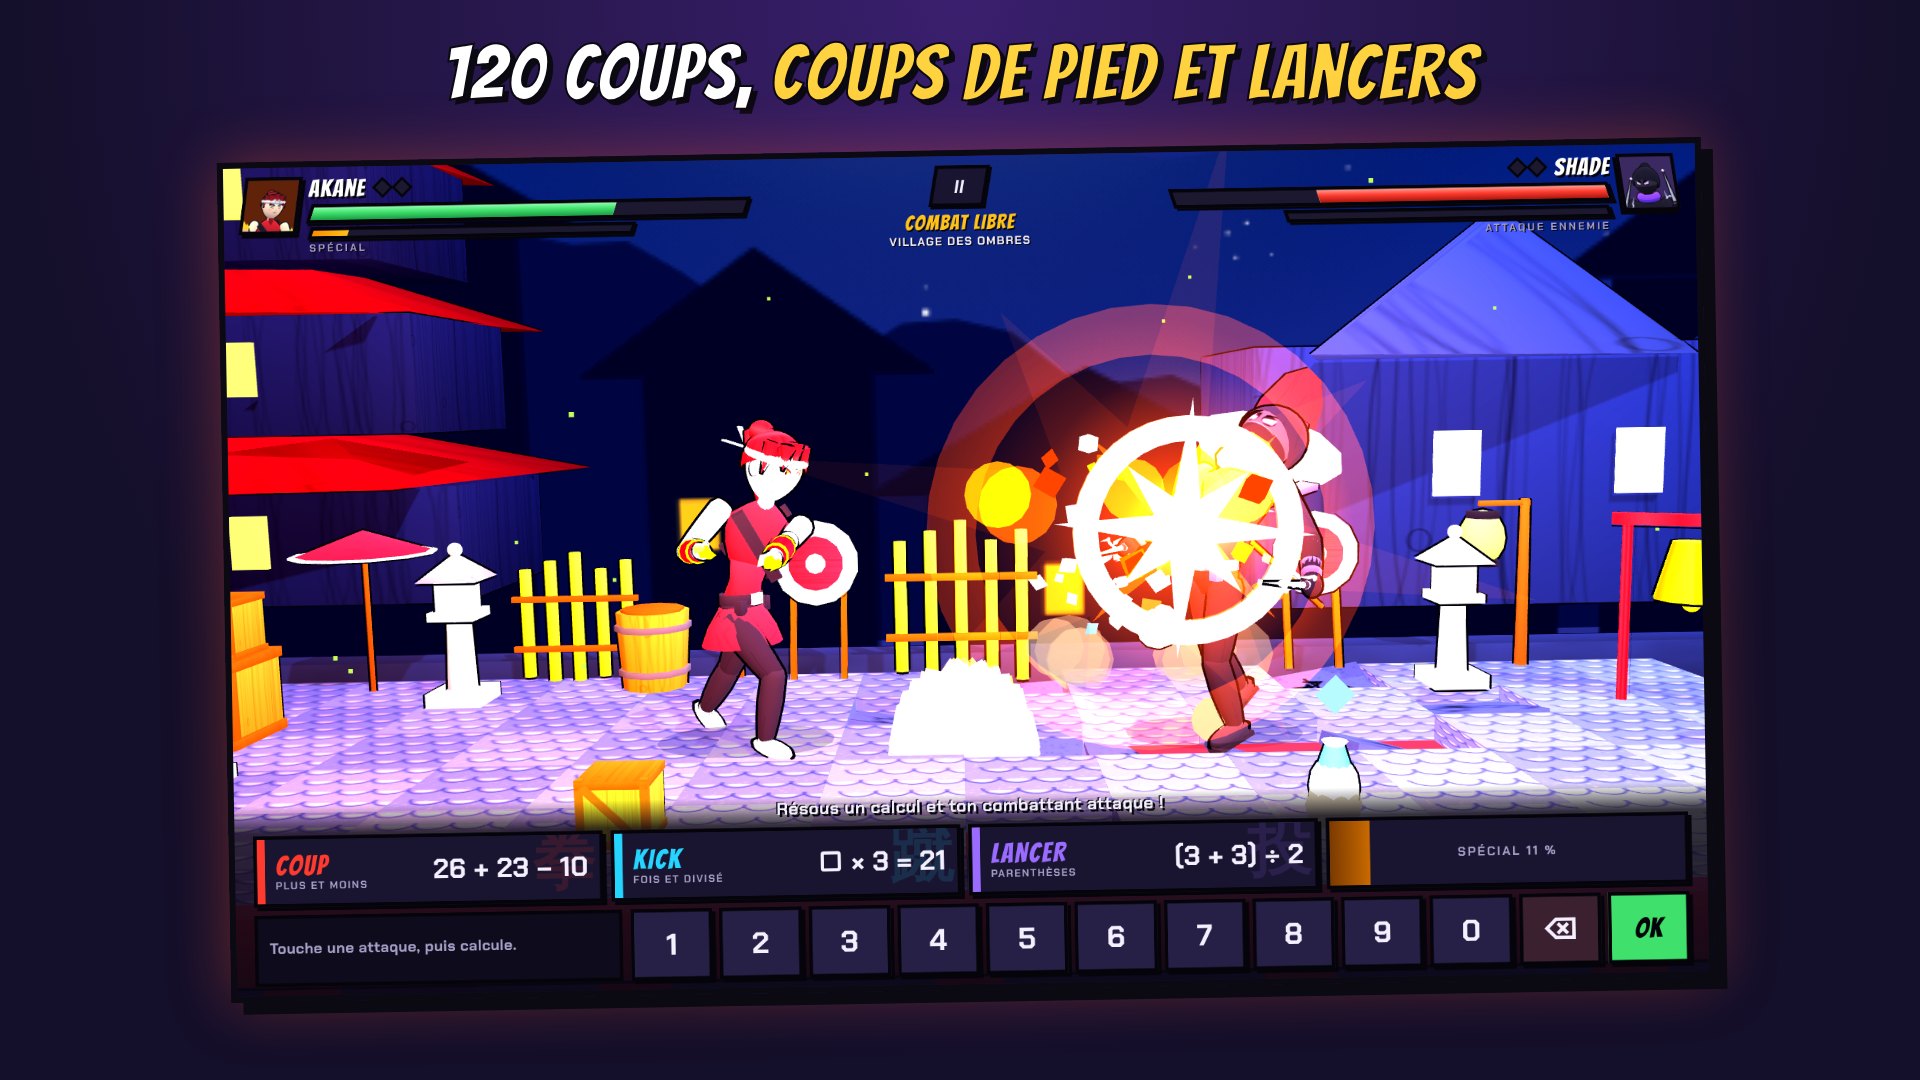 120 COUPS, COUPS DE PIED ET LANCERS
AKANE
SPÉCIAL
COMBAT LIBRE
VILLAGE DES OMBRES
SHADE
ATTAQUE ENNEMIE
Résous un calcul et ton combattant attaque !
COUP
PLUS ET MOINS
拳
26 + 23 – 10
KICK
FOIS ET DIVISÉ
蹴
□ × 3 = 21
LANCER
PARENTHÈSES
投
(3 + 3) ÷ 2
SPÉCIAL 11 %
Touche une attaque, puis calcule.
1 2 3 4 5 6 7 8 9 0
OK